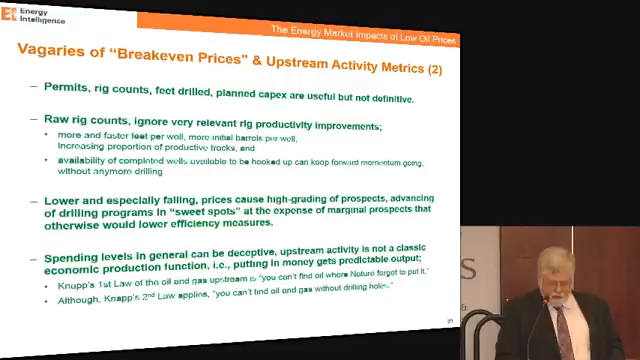 Energy
Intelligence
The Energy Market Impacts of Low Oil Prices
Vagaries of "Breakeven Prices" & Upstream Activity Metrics (2)
– Permits, rig counts, feet drilled, planned capex are useful but not definitive.
– Raw rig counts, ignore very relevant rig productivity improvements;
• more and faster feet per well, more initial barrels per well,
increasing proportion of productive tracks, and
• availability of completed wells available to be hooked up can keep forward momentum going,
without anymore drilling
– Lower and especially falling, prices cause high-grading of prospects, advancing
of drilling programs in "sweet spots" at the expense of marginal prospects that
otherwise would lower efficiency measures.
– Spending levels in general can be deceptive, upstream activity is not a classic
economic production function, i.e., putting in money gets predictable output;
• Knupp's 1st Law of the oil and gas upstream is "you can't find oil where Nature forgot to put it."
• Although, Knapp's 2nd Law applies, "you can't find oil and gas without drilling holes."